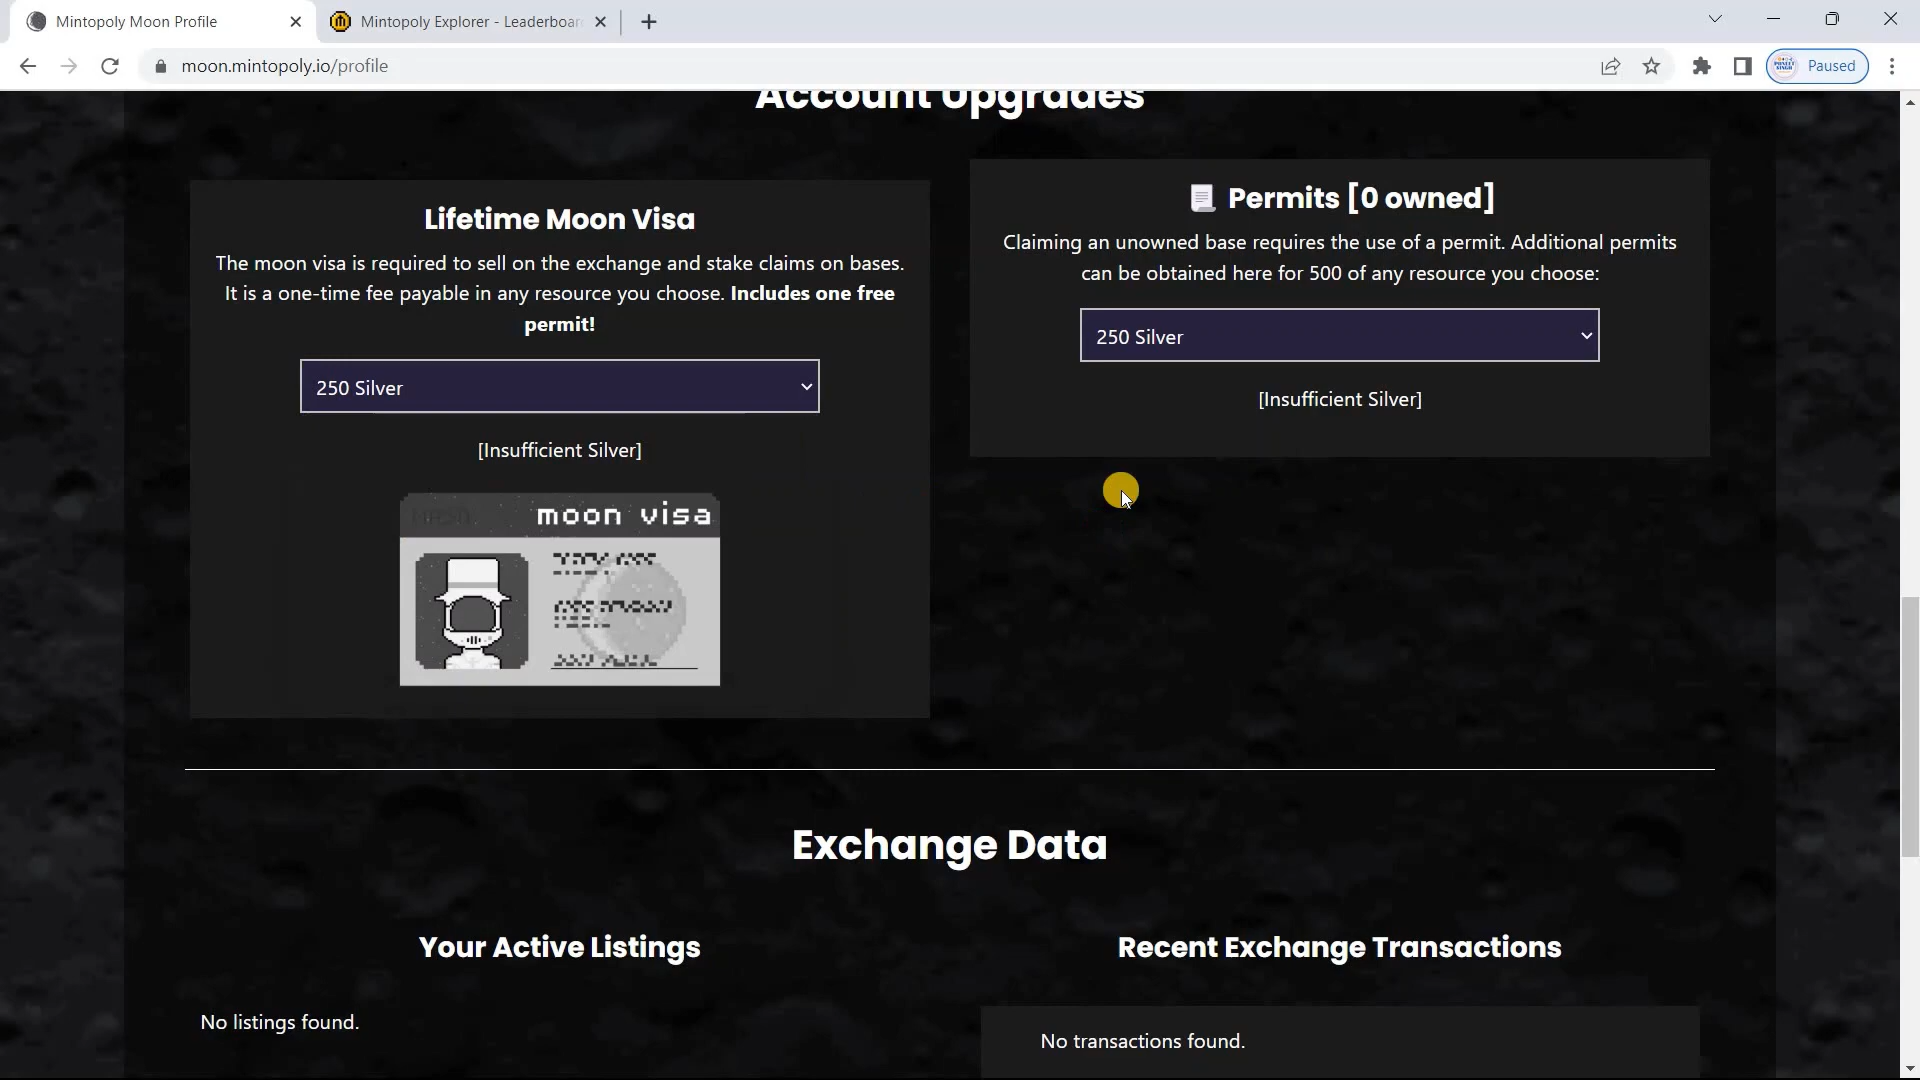 Mintopoly Moon Profile
Mintopoly Explorer - Leaderboar
moon.mintopoly.io/profile
Paused
Account Upgrades
Lifetime Moon Visa
The moon visa is required to sell on the exchange and stake claims on bases.
It is a one-time fee payable in any resource you choose. Includes one free
permit!
250 Silver
[Insufficient Silver]
moon visa
Permits [0 owned]
Claiming an unowned base requires the use of a permit. Additional permits
can be obtained here for 500 of any resource you choose:
250 Silver
[Insufficient Silver]
Exchange Data
Your Active Listings
No listings found.
Recent Exchange Transactions
No transactions found.